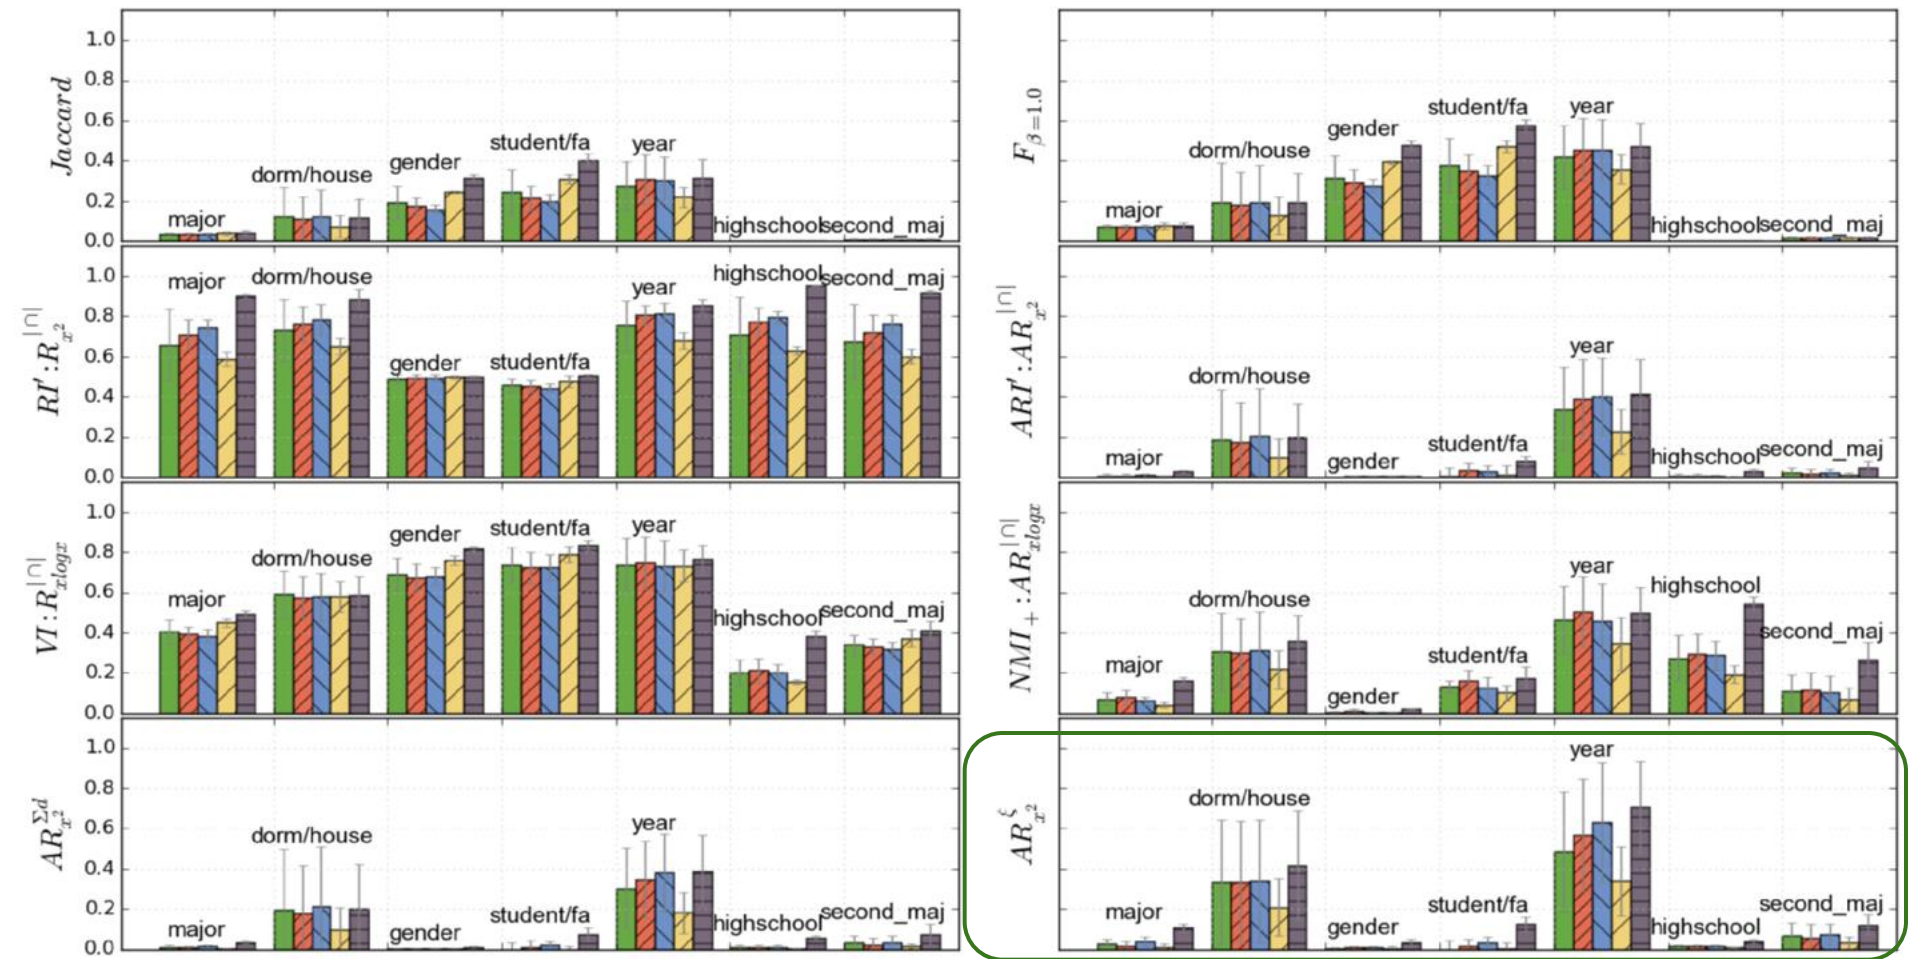 Jaccard
1.0
0.8
0.6
0.4
0.2
0.0
major
dorm/house
gender
student/fa
year
highschool
second_maj
F_{β=1.0}
major
dorm/house
gender
student/fa
year
highschool
second_maj
RI′ : R_{x^2}^{|∩|}
1.0
0.8
0.6
0.4
0.2
0.0
major
dorm/house
gender
student/fa
year
highschool
second_maj
ARI′ : AR_{x^2}^{|∩|}
major
dorm/house
gender
student/fa
year
highschool
second_maj
VI : R_{xlogx}^{|∩|}
1.0
0.8
0.6
0.4
0.2
0.0
major
dorm/house
gender
student/fa
year
highschool
second_maj
NMI_+ : AR_{xlogx}^{|∩|}
major
dorm/house
gender
student/fa
year
highschool
second_maj
AR_{x^2}^{Σd}
1.0
0.8
0.6
0.4
0.2
0.0
major
dorm/house
gender
student/fa
year
highschool
second_maj
AR_{x^2}^{ξ}
major
dorm/house
gender
student/fa
year
highschool
second_maj